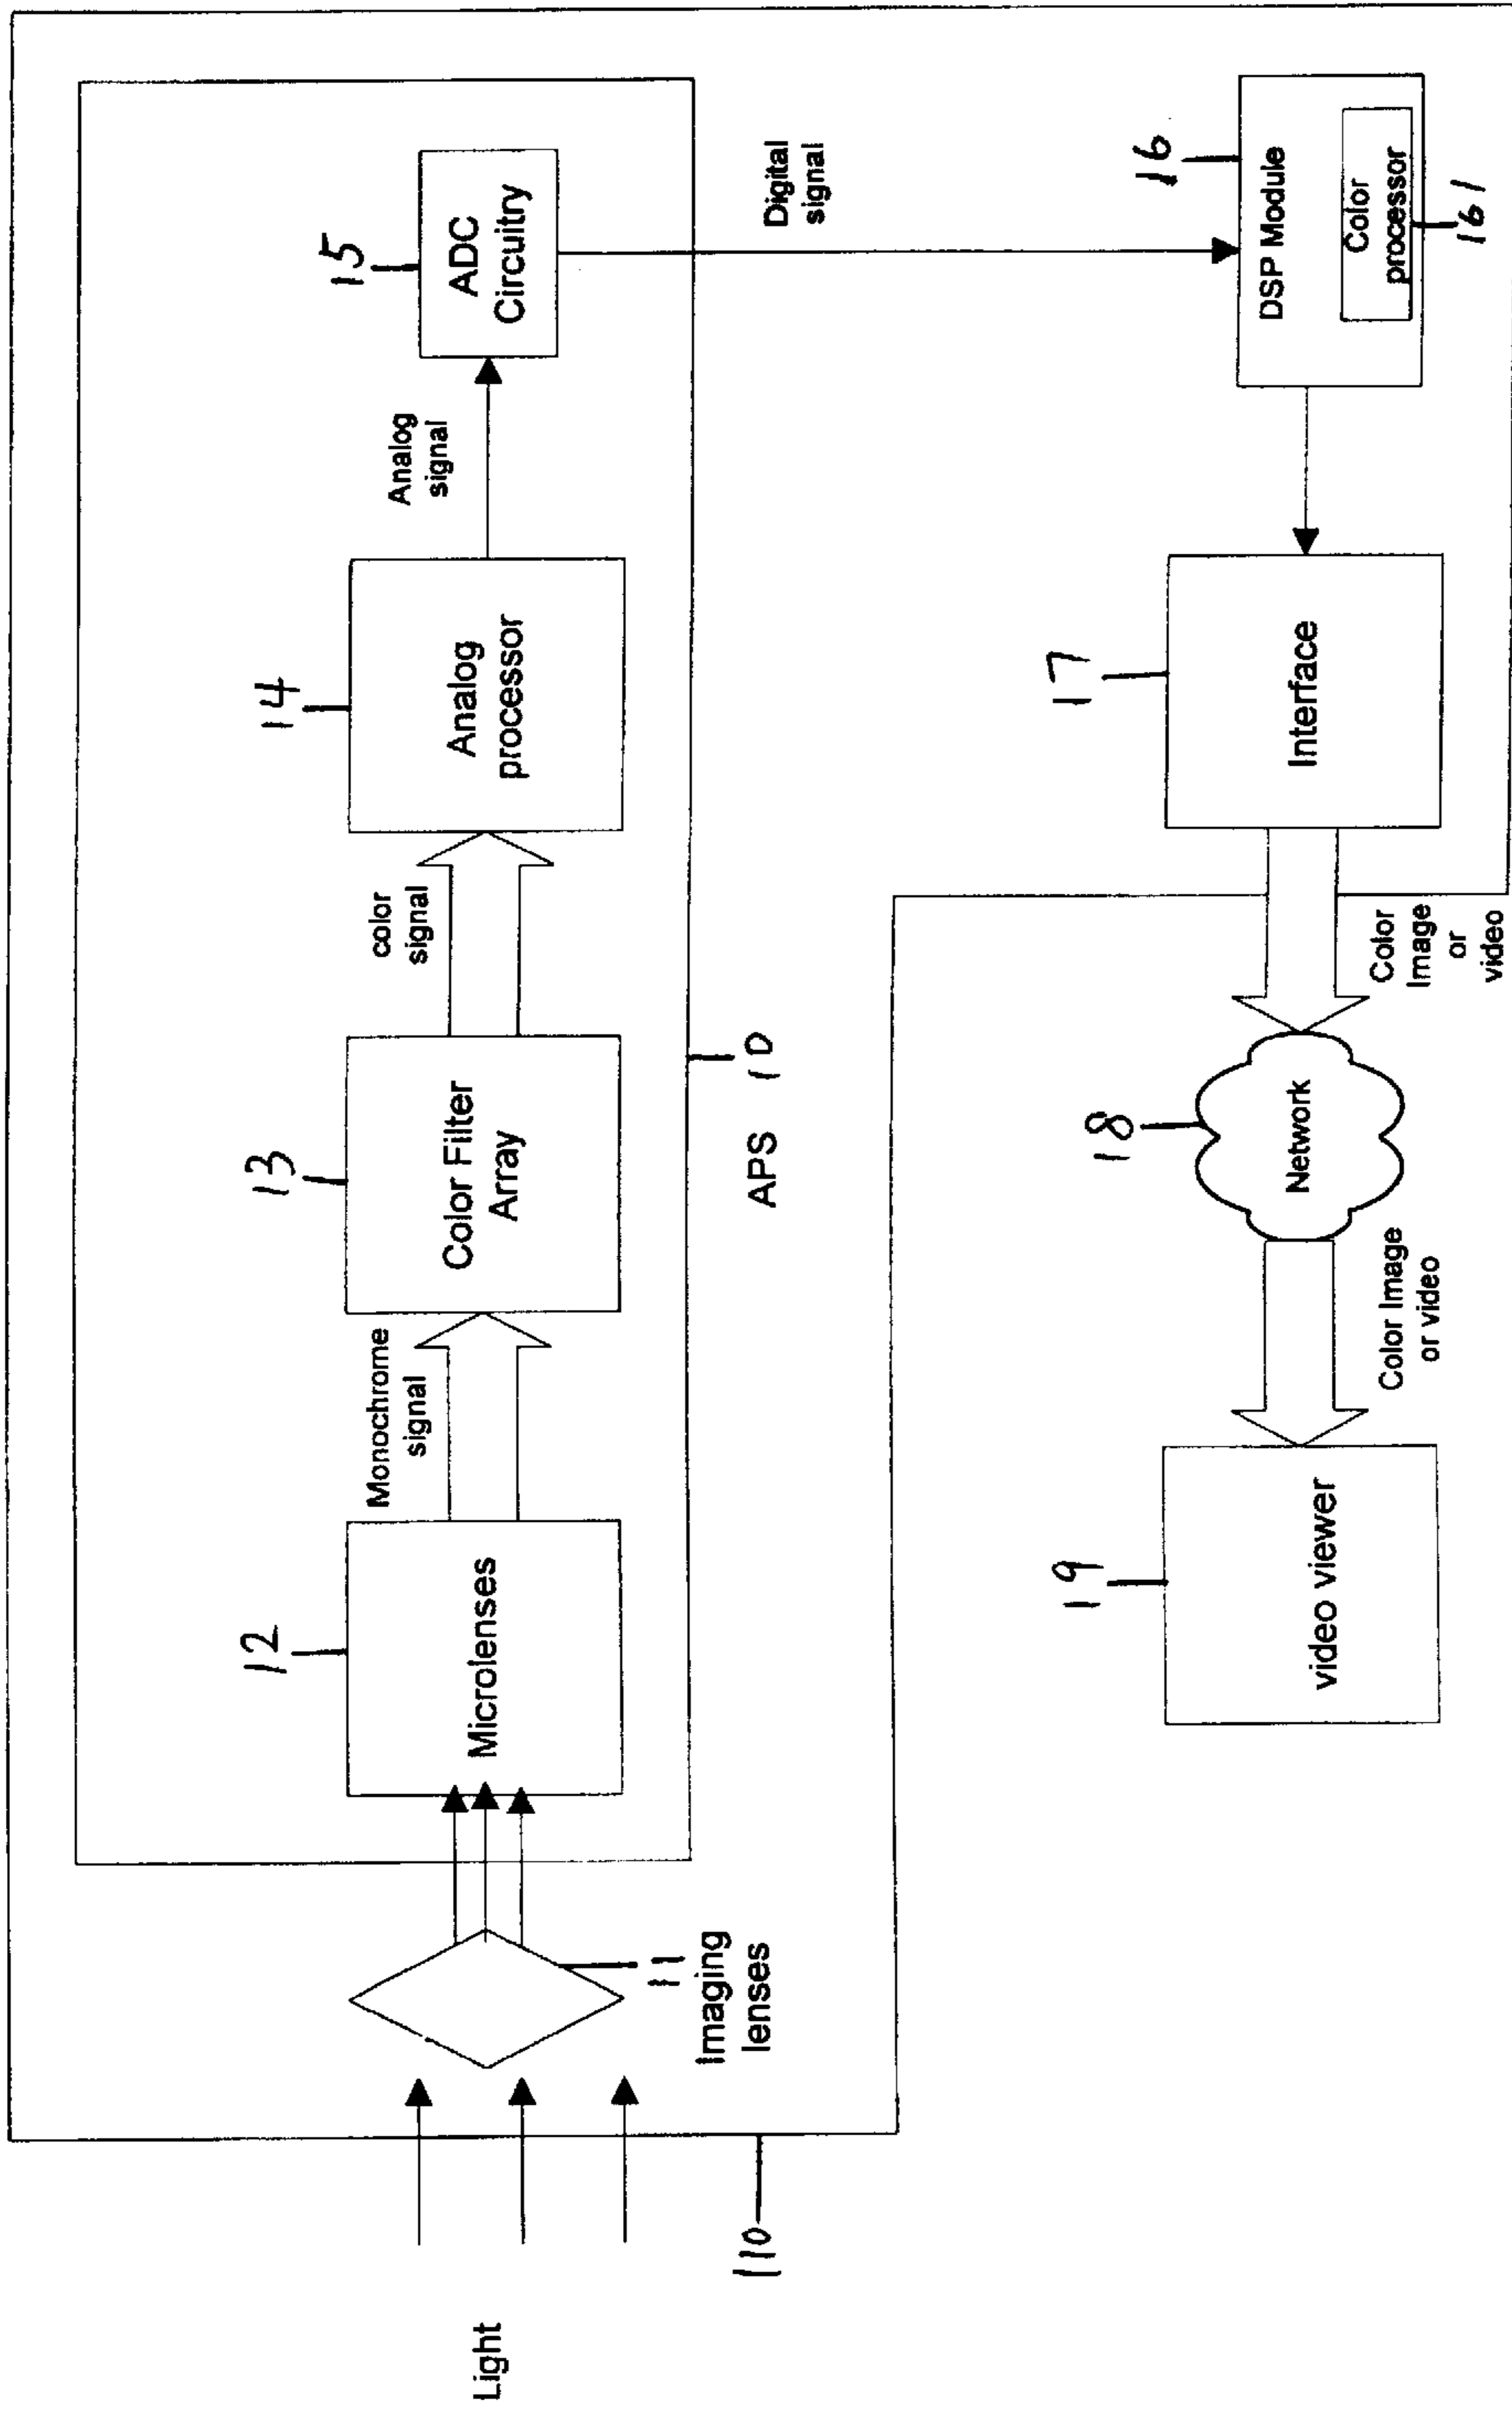 Light
110
11
Imaging
lenses
12
Microlenses
Monochrome
signal
13
Color Filter
Array
color
signal
14
Analog
processor
Analog
signal
15
ADC
Circuitry
APS 10
Digital
signal
16
DSP Module
Color
processor
161
17
Interface
Color
Image
or
video
18
Network
Color Image
or video
19
video viewer